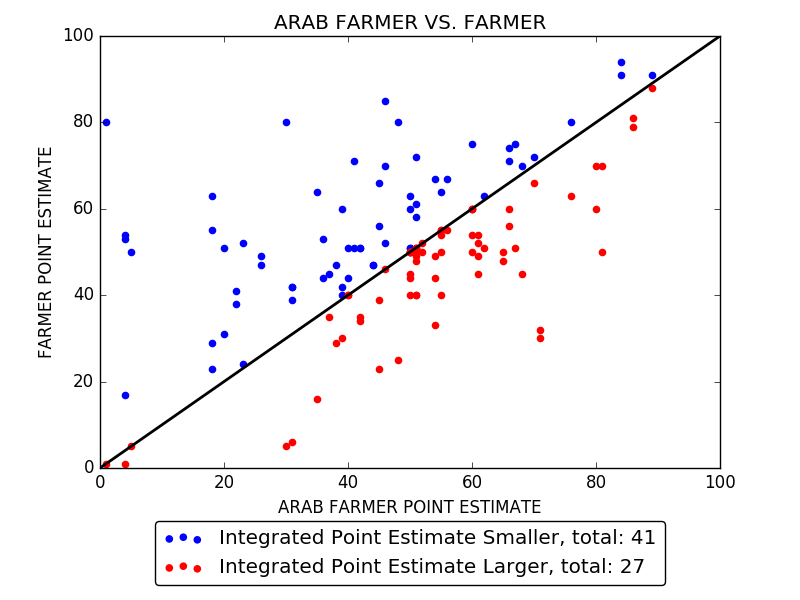 ARAB FARMER VS. FARMER
100
80
60
40
20
0
FARMER POINT ESTIMATE
0 20 40 60 80 100
ARAB FARMER POINT ESTIMATE
Integrated Point Estimate Smaller, total: 41
Integrated Point Estimate Larger, total: 27